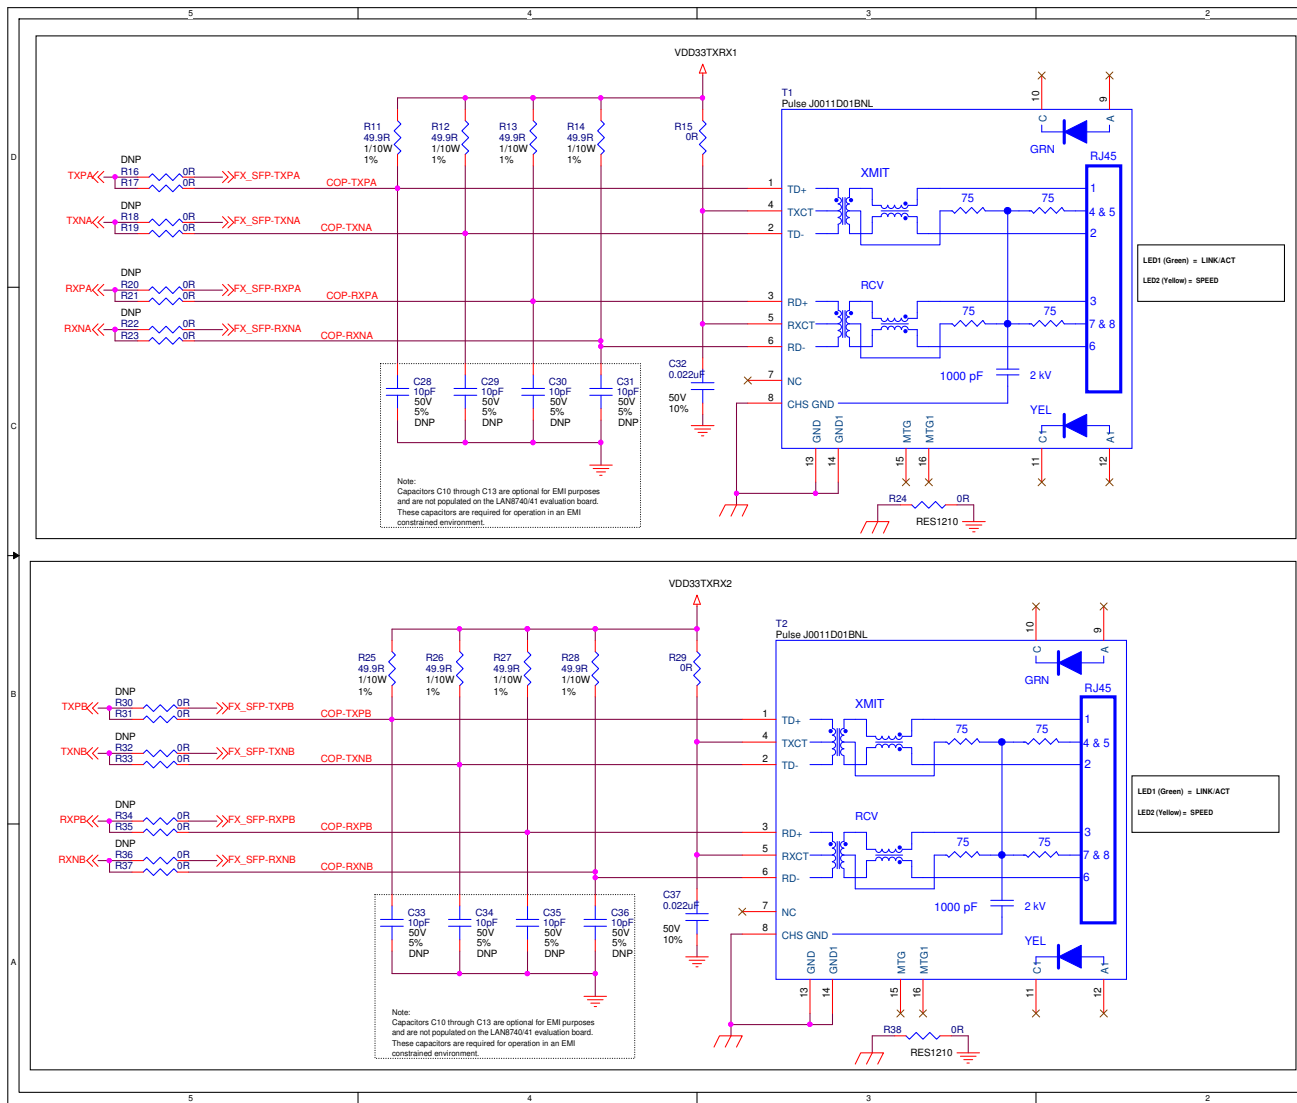 5 4 3 2
D
C
B
A
VDD33TXRX1
R11
49.9R
1/10W
1%
R12
49.9R
1/10W
1%
R13
49.9R
1/10W
1%
R14
49.9R
1/10W
1%
R15
0R
T1
Pulse J0011D01BNL
10
9
C
A
GRN
RJ45
DNP
TXPA R16 0R FX_SFP-TXPA
R17 0R COP-TXPA
DNP
TXNA R18 0R FX_SFP-TXNA
R19 0R COP-TXNA
DNP
RXPA R20 0R FX_SFP-RXPA
R21 0R COP-RXPA
DNP
RXNA R22 0R FX_SFP-RXNA
R23 0R COP-RXNA
XMIT
1 TD+
4 TXCT
2 TD-
75 75
1
4 & 5
2
RCV
3 RD+
5 RXCT
6 RD-
75 75
3
7 & 8
6
7 NC
8 CHS GND
1000 pF 2 kV
YEL
C1
A1
GND
GND1
MTG
MTG1
13
14
15
16
11
12
LED1 (Green) = LINK/ACT
LED2 (Yellow) = SPEED
C28
10pF
50V
5%
DNP
C29
10pF
50V
5%
DNP
C30
10pF
50V
5%
DNP
C31
10pF
50V
5%
DNP
C32
0.022uF
50V
10%
Note:
Capacitors C10 through C13 are optional for EMI purposes
and are not populated on the LAN8740/41 evaluation board.
These capacitors are required for operation in an EMI
constrained environment.
R24 0R
RES1210
VDD33TXRX2
R25
49.9R
1/10W
1%
R26
49.9R
1/10W
1%
R27
49.9R
1/10W
1%
R28
49.9R
1/10W
1%
R29
0R
T2
Pulse J0011D01BNL
10
9
C
A
GRN
RJ45
DNP
TXPB R30 0R FX_SFP-TXPB
R31 0R COP-TXPB
DNP
TXNB R32 0R FX_SFP-TXNB
R33 0R COP-TXNB
DNP
RXPB R34 0R FX_SFP-RXPB
R35 0R COP-RXPB
DNP
RXNB R36 0R FX_SFP-RXNB
R37 0R COP-RXNB
XMIT
1 TD+
4 TXCT
2 TD-
75 75
1
4 & 5
2
RCV
3 RD+
5 RXCT
6 RD-
75 75
3
7 & 8
6
7 NC
8 CHS GND
1000 pF 2 kV
YEL
C1
A1
GND
GND1
MTG
MTG1
13
14
15
16
11
12
LED1 (Green) = LINK/ACT
LED2 (Yellow) = SPEED
C33
10pF
50V
5%
DNP
C34
10pF
50V
5%
DNP
C35
10pF
50V
5%
DNP
C36
10pF
50V
5%
DNP
C37
0.022uF
50V
10%
Note:
Capacitors C10 through C13 are optional for EMI purposes
and are not populated on the LAN8740/41 evaluation board.
These capacitors are required for operation in an EMI
constrained environment.
R38 0R
RES1210
5 4 3 2